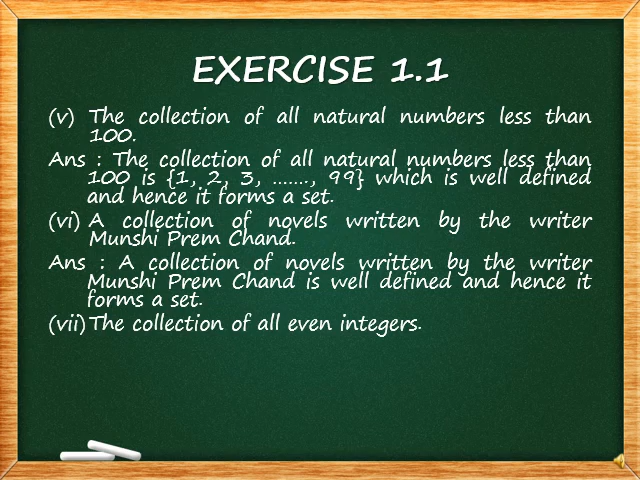 EXERCISE 1.1
(v) The collection of all natural numbers less than
100.
Ans : The collection of all natural numbers less than
100 is {1, 2, 3, ......., 99} which is well defined
and hence it forms a set.
(vi) A collection of novels written by the writer
Munshi Prem Chand.
Ans : A collection of novels written by the writer
Munshi Prem Chand is well defined and hence it
forms a set.
(vii) The collection of all even integers.